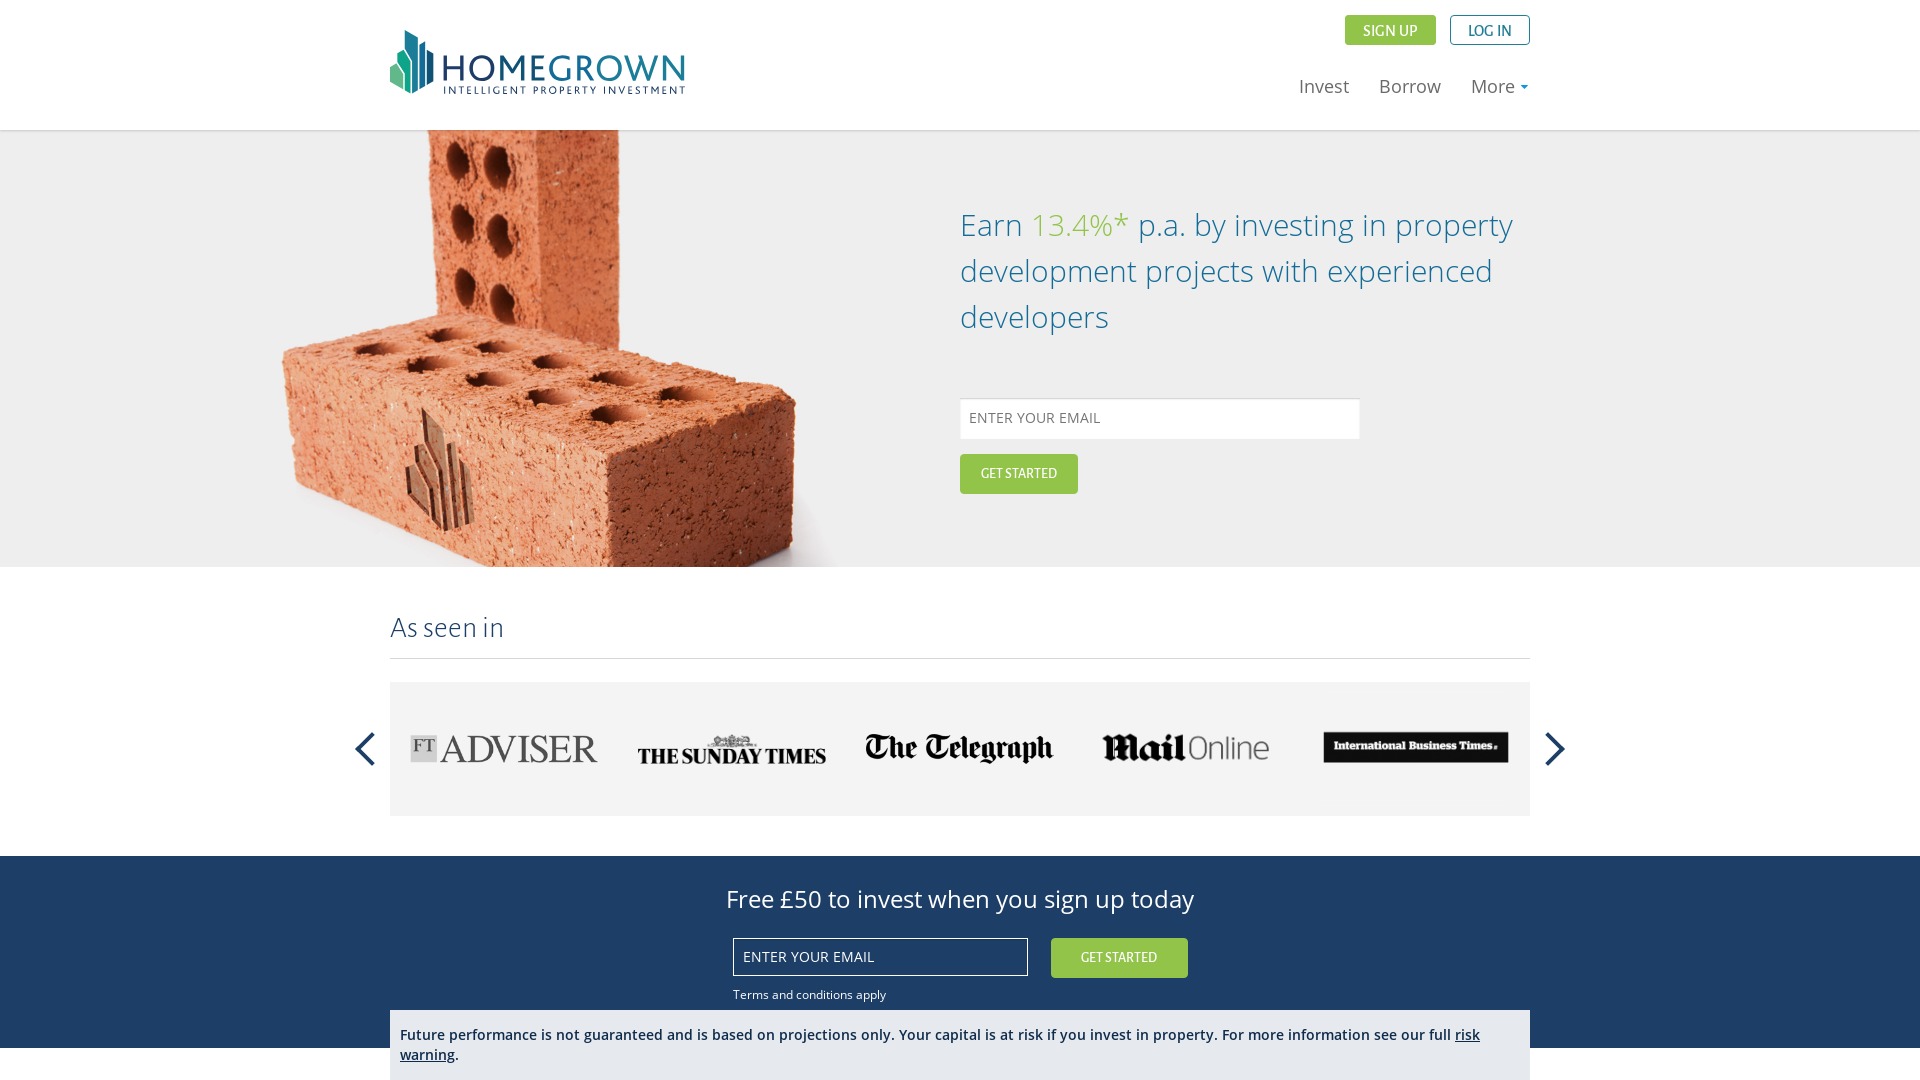 SIGN UP
LOG IN
HOMEGROWN
INTELLIGENT PROPERTY INVESTMENT
Invest
Borrow
More
Earn 13.4%* p.a. by investing in property
development projects with experienced
developers
ENTER YOUR EMAIL
GET STARTED
As seen in
FT ADVISER
THE SUNDAY TIMES
The Telegraph
Mail Online
International Business Times.
Free £50 to invest when you sign up today
ENTER YOUR EMAIL
GET STARTED
Terms and conditions apply
Future performance is not guaranteed and is based on projections only. Your capital is at risk if you invest in property. For more information see our full risk
warning.